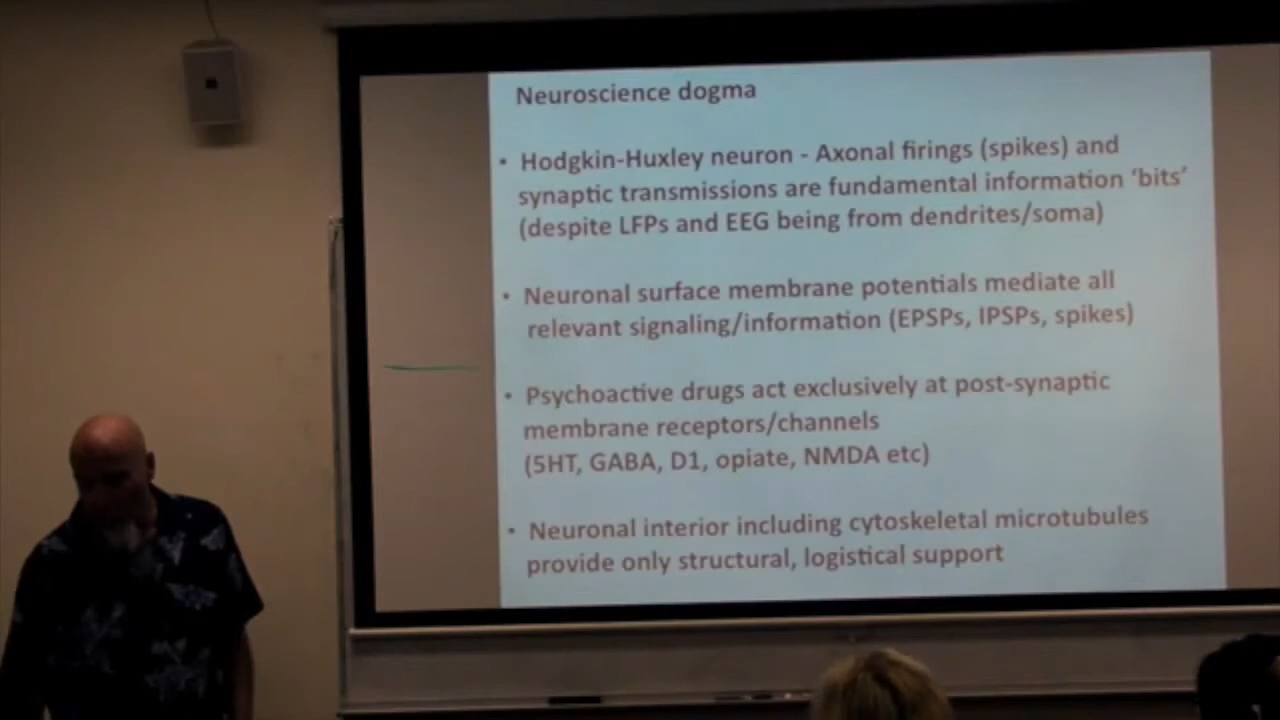 Neuroscience dogma
• Hodgkin-Huxley neuron - Axonal firings (spikes) and
synaptic transmissions are fundamental information ‘bits’
(despite LFPs and EEG being from dendrites/soma)
• Neuronal surface membrane potentials mediate all
relevant signaling/information (EPSPs, IPSPs, spikes)
• Psychoactive drugs act exclusively at post-synaptic
membrane receptors/channels
(5HT, GABA, D1, opiate, NMDA etc)
• Neuronal interior including cytoskeletal microtubules
provide only structural, logistical support